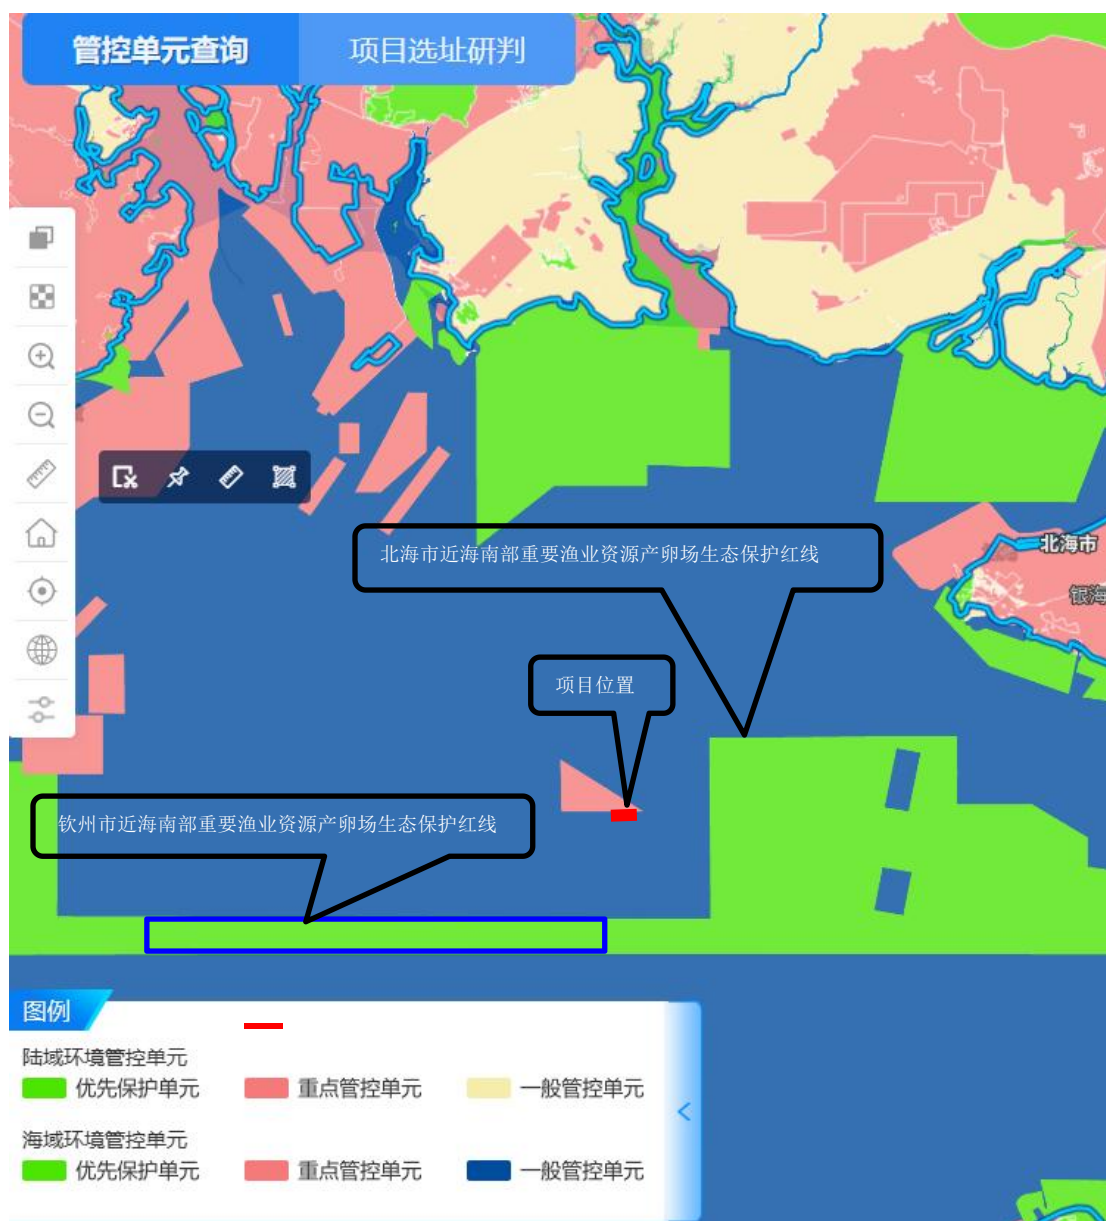 管控单元查询
项目选址研判
北海市近海南部重要渔业资源产卵场生态保护红线
北海市
银海
项目位置
钦州市近海南部重要渔业资源产卵场生态保护红线
图例
陆域环境管控单元
优先保护单元 重点管控单元 一般管控单元
海域环境管控单元
优先保护单元 重点管控单元 一般管控单元